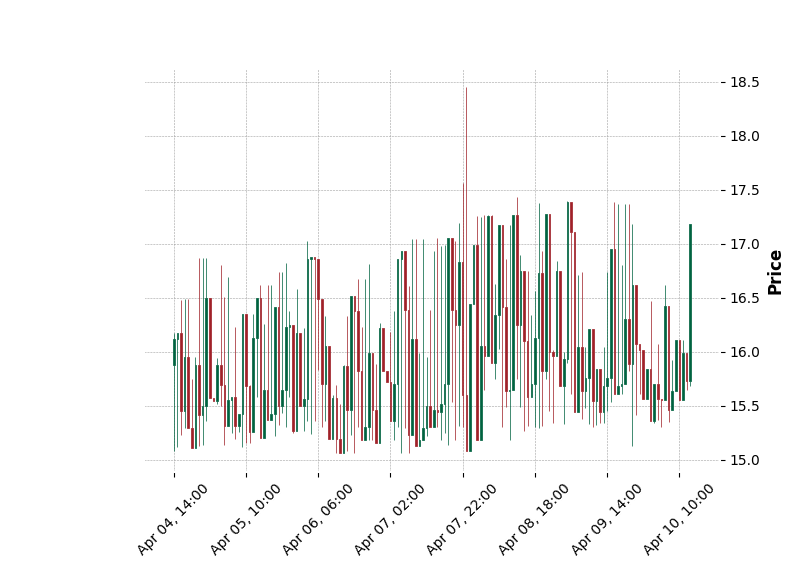 18.5
18.0
17.5
17.0
16.5
16.0
15.5
15.0
Price
Apr 04, 14:00
Apr 05, 10:00
Apr 06, 06:00
Apr 07, 02:00
Apr 07, 22:00
Apr 08, 18:00
Apr 09, 14:00
Apr 10, 10:00